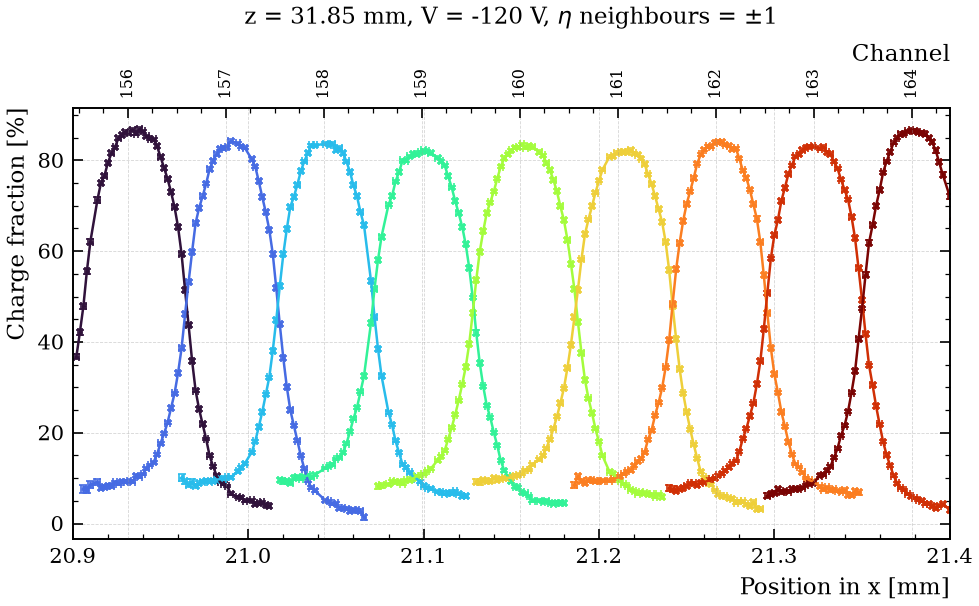 z = 31.85 mm, V = -120 V, η neighbours = ±1
Channel
156 157 158 159 160 161 162 163 164
Charge fraction [%]
80
60
40
20
0
20.9 21.0 21.1 21.2 21.3 21.4
Position in x [mm]